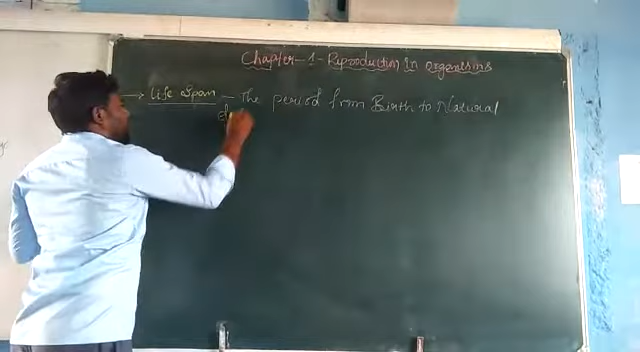 Chapter-1-Reproduction In organisms
→ life span — The period from Birth to Natural